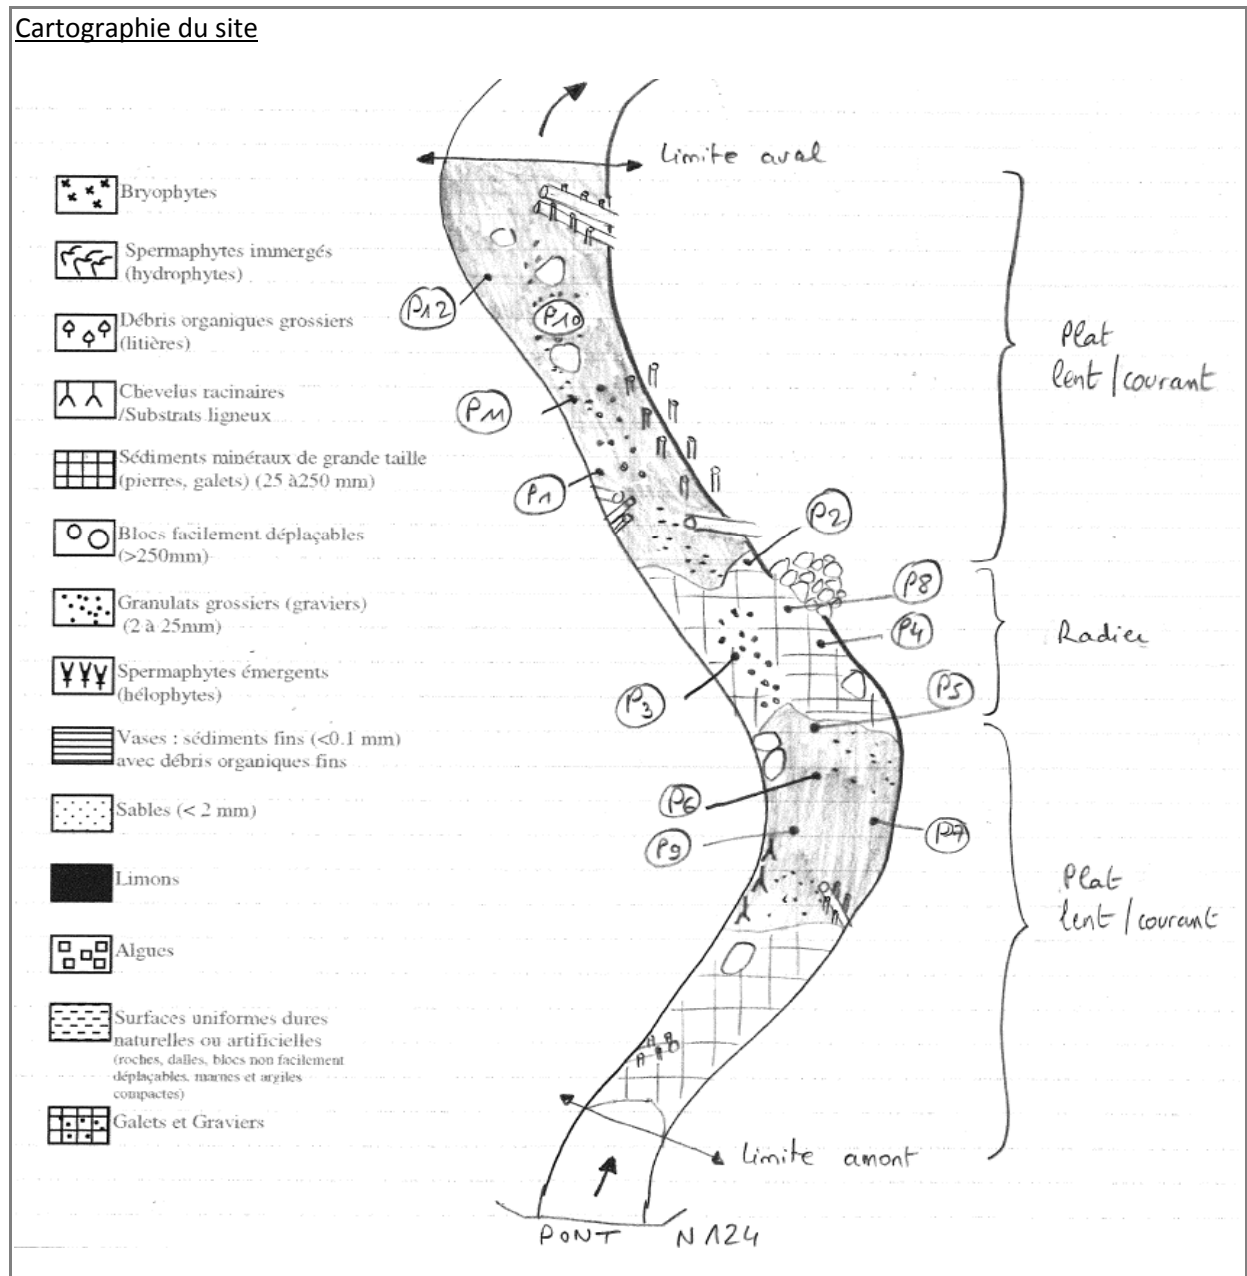 Cartographie du site
Limite aval
Bryophytes
Spermaphytes immergés
(hydrophytes)
Débris organiques grossiers
(litières)
Chevelus racinaires
/Substrats ligneux
Sédiments minéraux de grande taille
(pierres, galets) (25 à250 mm)
Blocs facilement déplaçables
(>250mm)
Granulats grossiers (graviers)
(2 à 25mm)
Spermaphytes émergents
(hélophytes)
Vases : sédiments fins (<0.1 mm)
avec débris organiques fins
Sables (< 2 mm)
Limons
Algues
Surfaces uniformes dures
naturelles ou artificielles
(roches, dalles, blocs non facilement
déplaçables, marnes et argiles
compactes)
Galets et Graviers
P12
P10
P11
P1
P2
P8
P4
P3
P5
P6
P9
P7
Plat
lent/courant
Radier
Plat
lent/courant
Limite amont
PONT N124